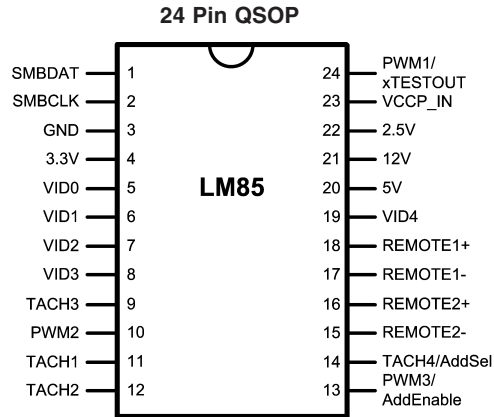 24 Pin QSOP
LM85
SMBDAT 1
SMBCLK 2
GND 3
3.3V 4
VID0 5
VID1 6
VID2 7
VID3 8
TACH3 9
PWM2 10
TACH1 11
TACH2 12
24 PWM1/
xTESTOUT
23 VCCP_IN
22 2.5V
21 12V
20 5V
19 VID4
18 REMOTE1+
17 REMOTE1-
16 REMOTE2+
15 REMOTE2-
14 TACH4/AddSel
13 PWM3/
AddEnable